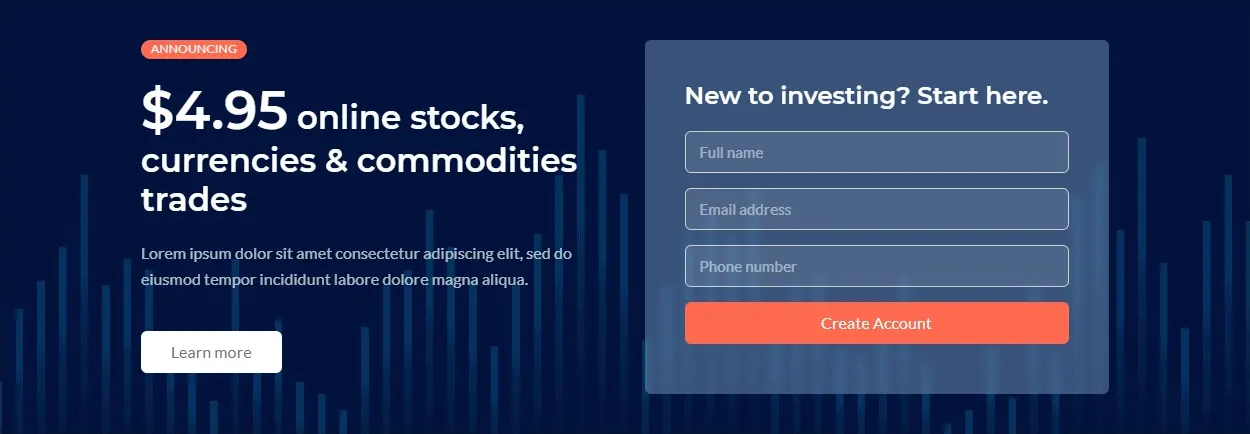 ANNOUNCING
$4.95 online stocks,
currencies & commodities
trades
Lorem ipsum dolor sit amet consectetur adipiscing elit, sed do
eiusmod tempor incididunt labore dolore magna aliqua.
Learn more
New to investing? Start here.
Full name
Email address
Phone number
Create Account